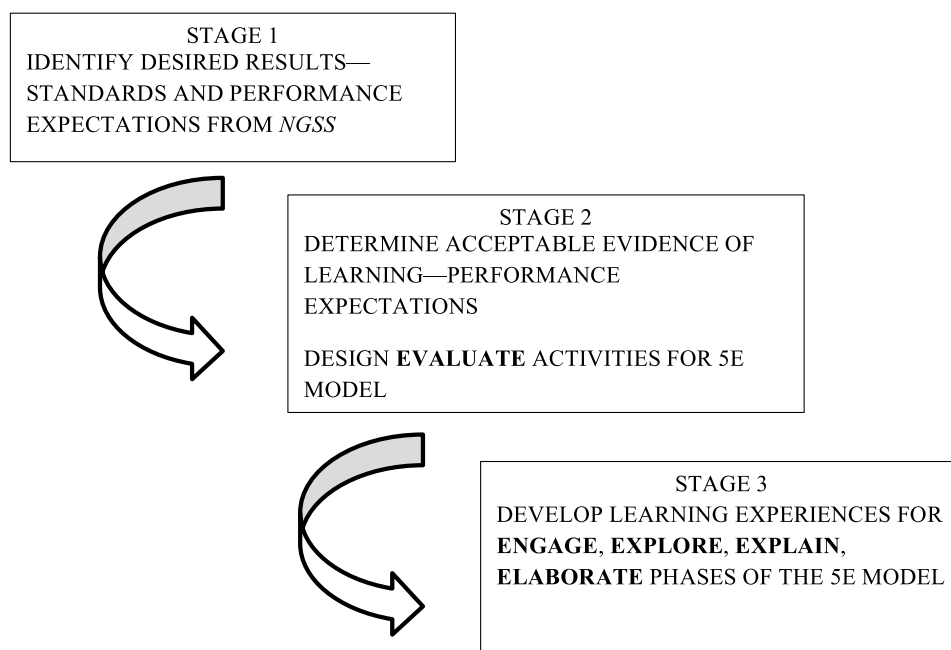 STAGE 1
IDENTIFY DESIRED RESULTS—
STANDARDS AND PERFORMANCE
EXPECTATIONS FROM NGSS
STAGE 2
DETERMINE ACCEPTABLE EVIDENCE OF
LEARNING—PERFORMANCE
EXPECTATIONS
DESIGN EVALUATE ACTIVITIES FOR 5E
MODEL
STAGE 3
DEVELOP LEARNING EXPERIENCES FOR
ENGAGE, EXPLORE, EXPLAIN,
ELABORATE PHASES OF THE 5E MODEL